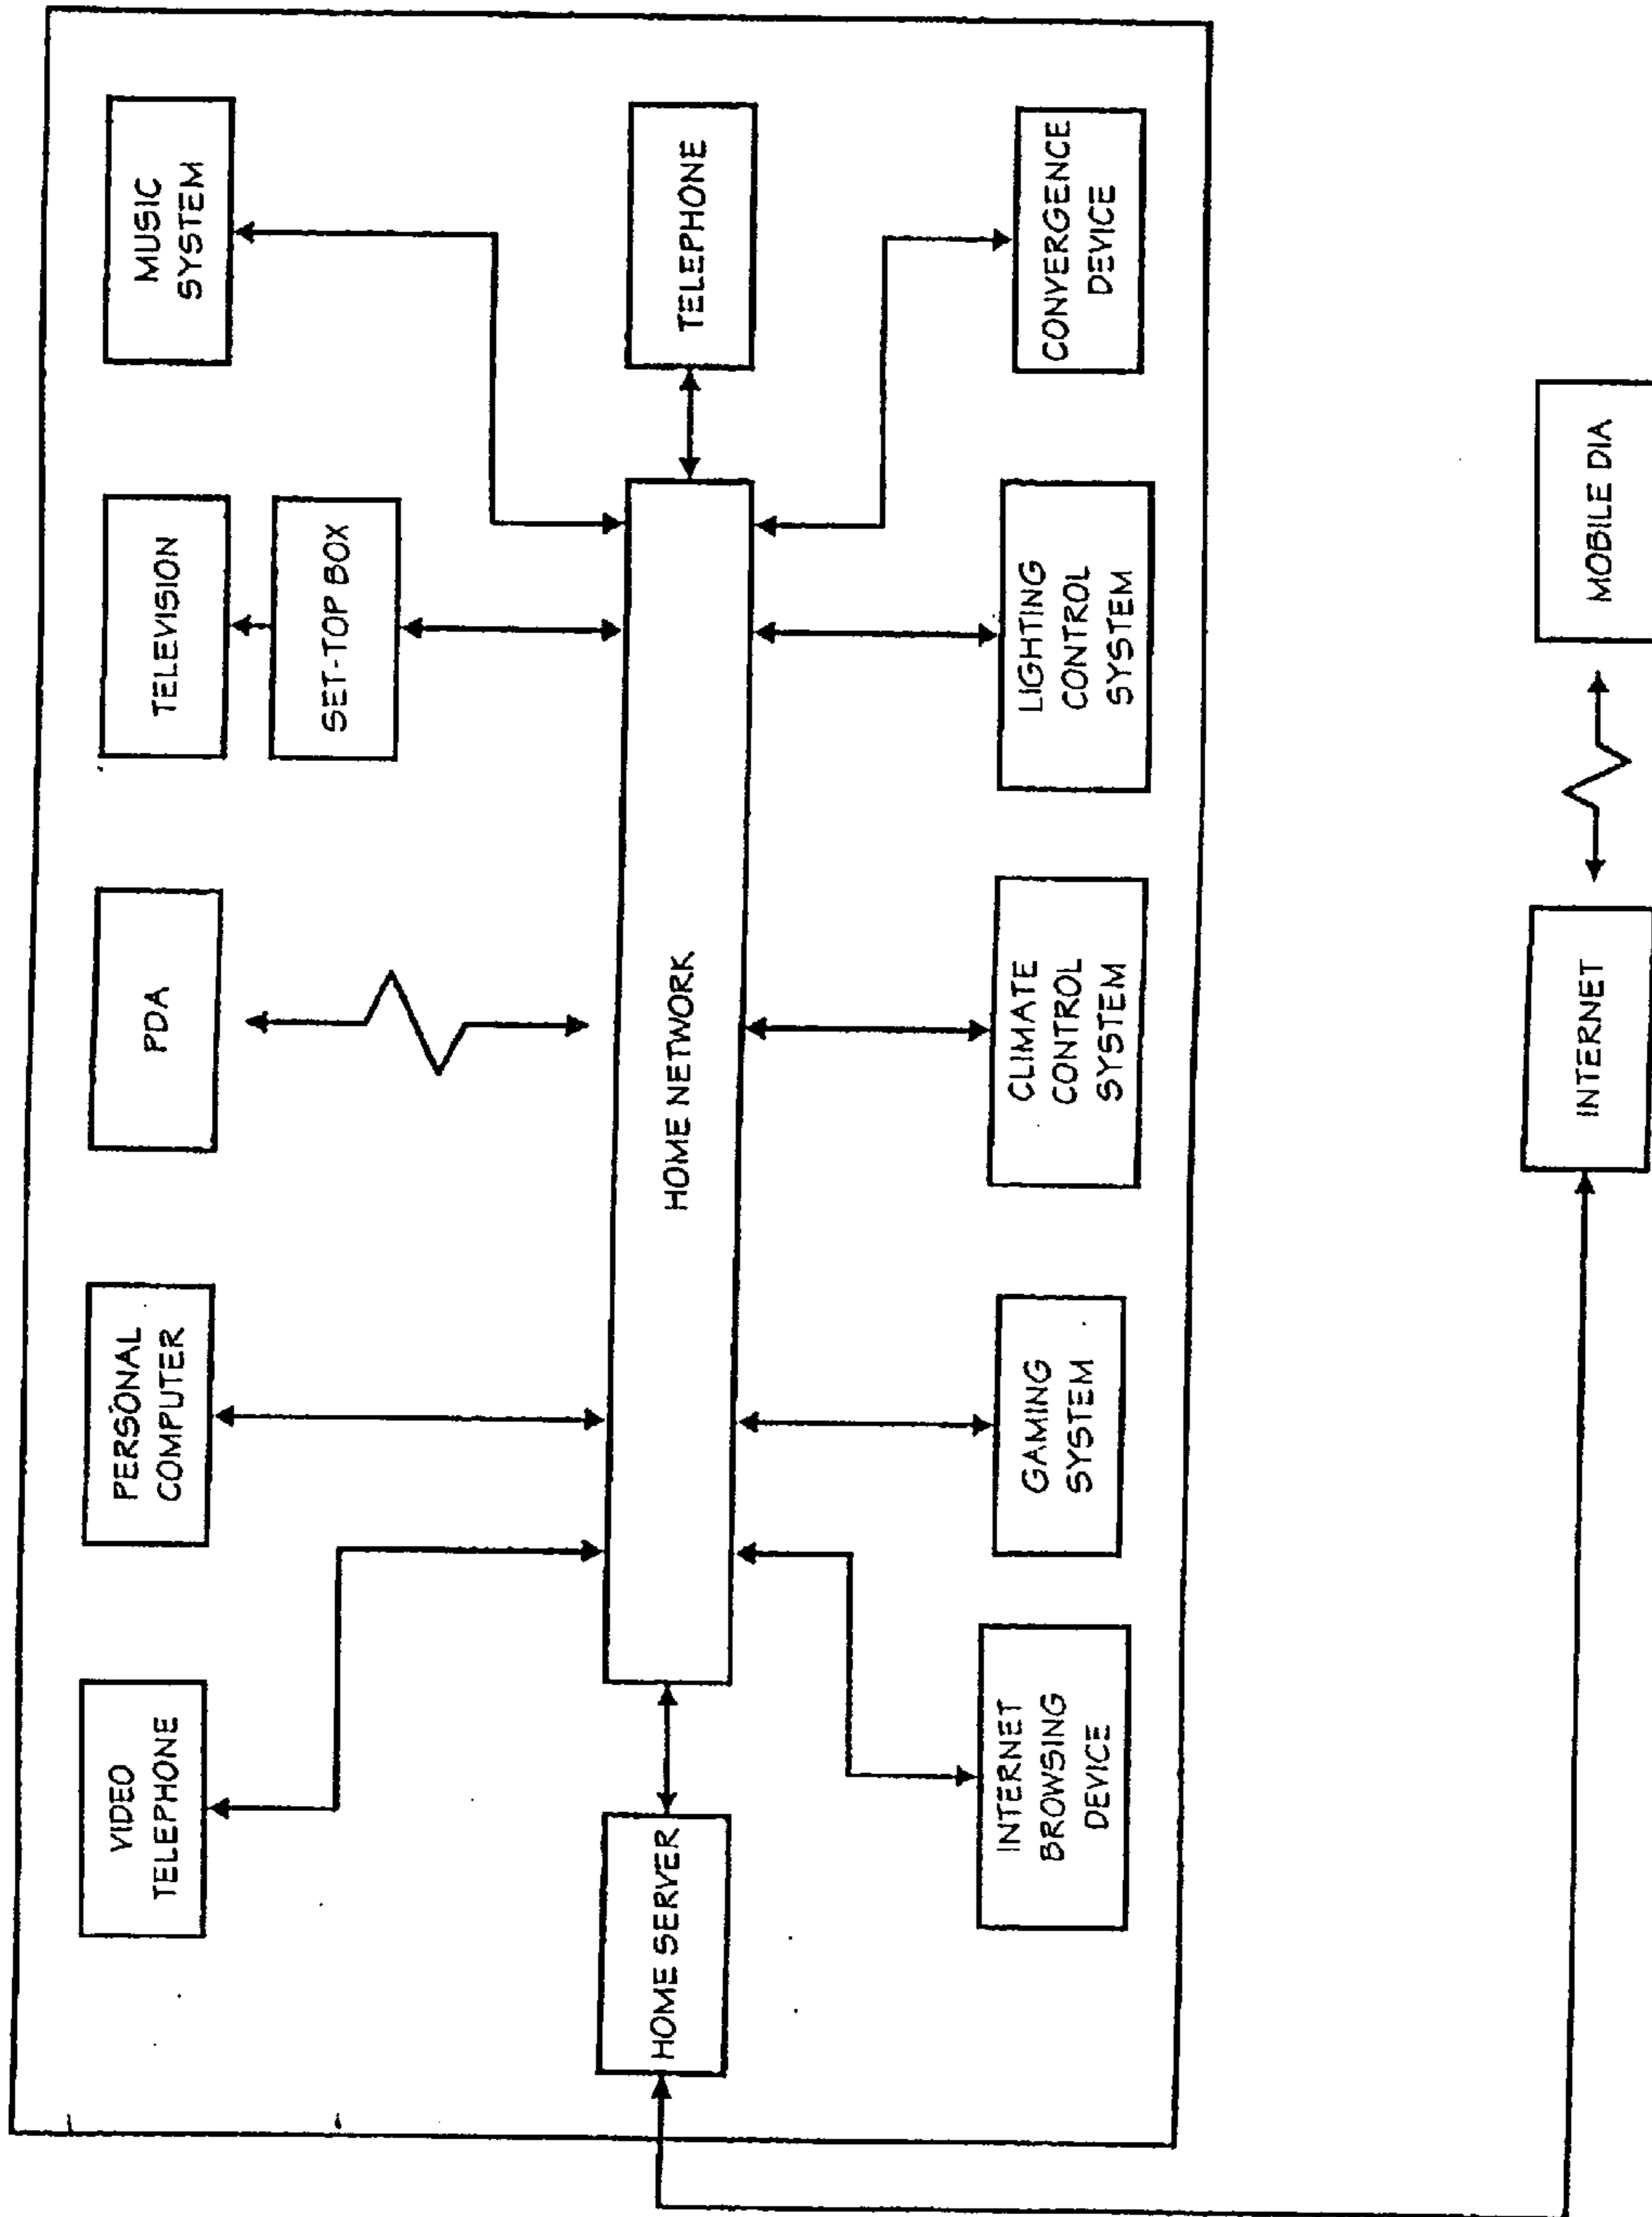 VIDEO
TELEPHONE
PERSONAL
COMPUTER
PDA
TELEVISION
SET-TOP BOX
MUSIC
SYSTEM
HOME SERVER
HOME NETWORK
TELEPHONE
INTERNET
BROWSING
DEVICE
GAMING
SYSTEM
CLIMATE
CONTROL
SYSTEM
LIGHTING
CONTROL
SYSTEM
CONVERGENCE
DEVICE
INTERNET
MOBILE DIA